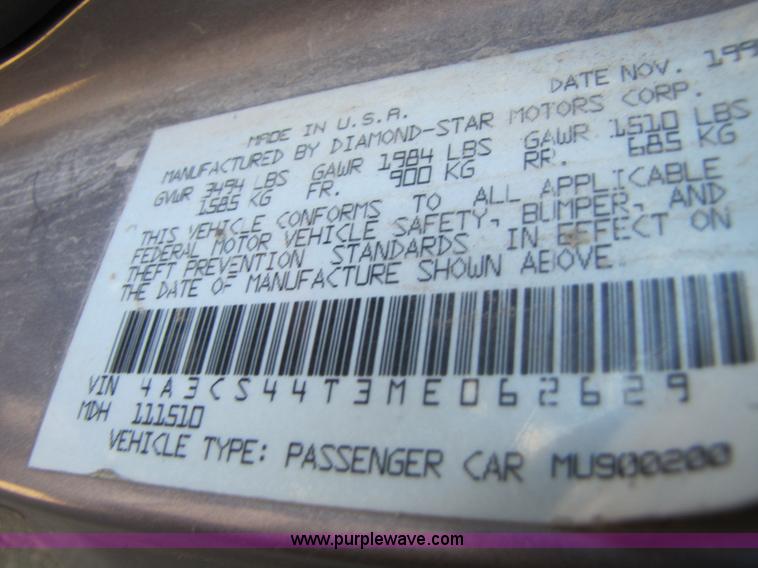 MADE IN U.S.A. DATE NOV. 199
MANUFACTURED BY DIAMOND-STAR MOTORS CORP.
GVWR 3494 LBS GAWR 1984 LBS GAWR 1510 LBS
1585 KG FR. 900 KG RR. 685 KG
THIS VEHICLE CONFORMS TO ALL APPLICABLE
FEDERAL MOTOR VEHICLE SAFETY, BUMPER, AND
THEFT PREVENTION STANDARDS IN EFFECT ON
THE DATE OF MANUFACTURE SHOWN ABOVE.
VIN 4A3CS44T3ME062629
MDH 111510
VEHICLE TYPE: PASSENGER CAR MU900200
www.purplewave.com